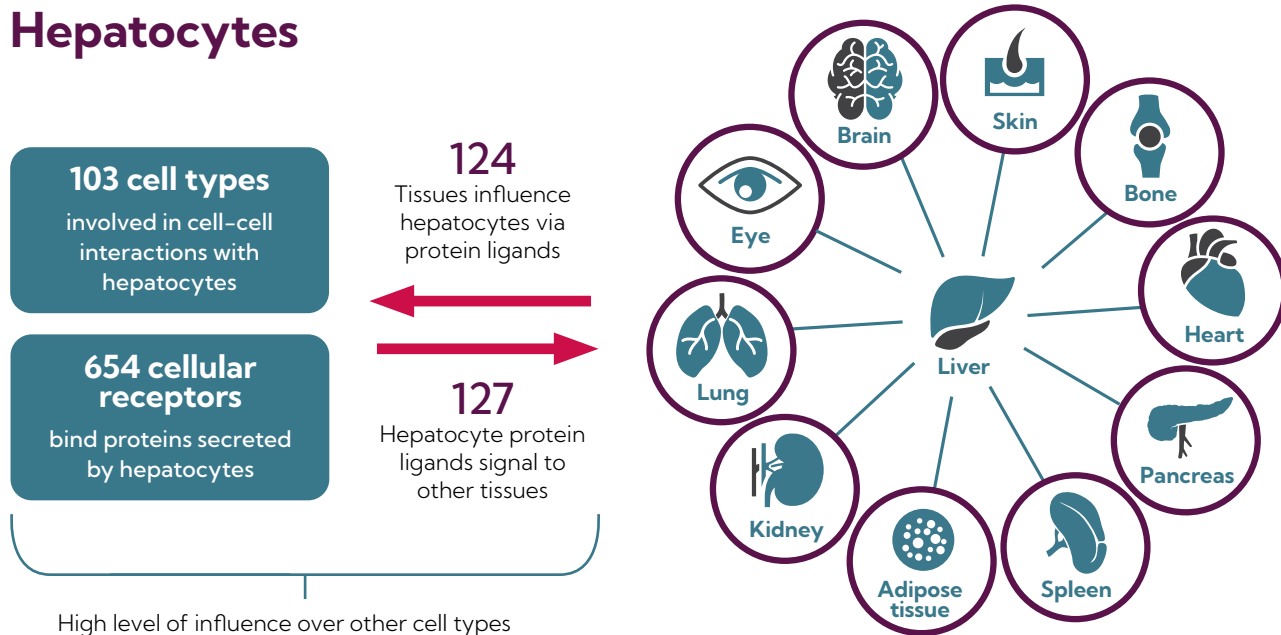 Hepatocytes
103 cell types
involved in cell-cell
interactions with
hepatocytes
654 cellular
receptors
bind proteins secreted
by hepatocytes
124
Tissues influence
hepatocytes via
protein ligands
127
Hepatocyte protein
ligands signal to
other tissues
High level of influence over other cell types
Brain
Skin
Bone
Eye
Heart
Lung
Liver
Pancreas
Kidney
Adipose
tissue
Spleen